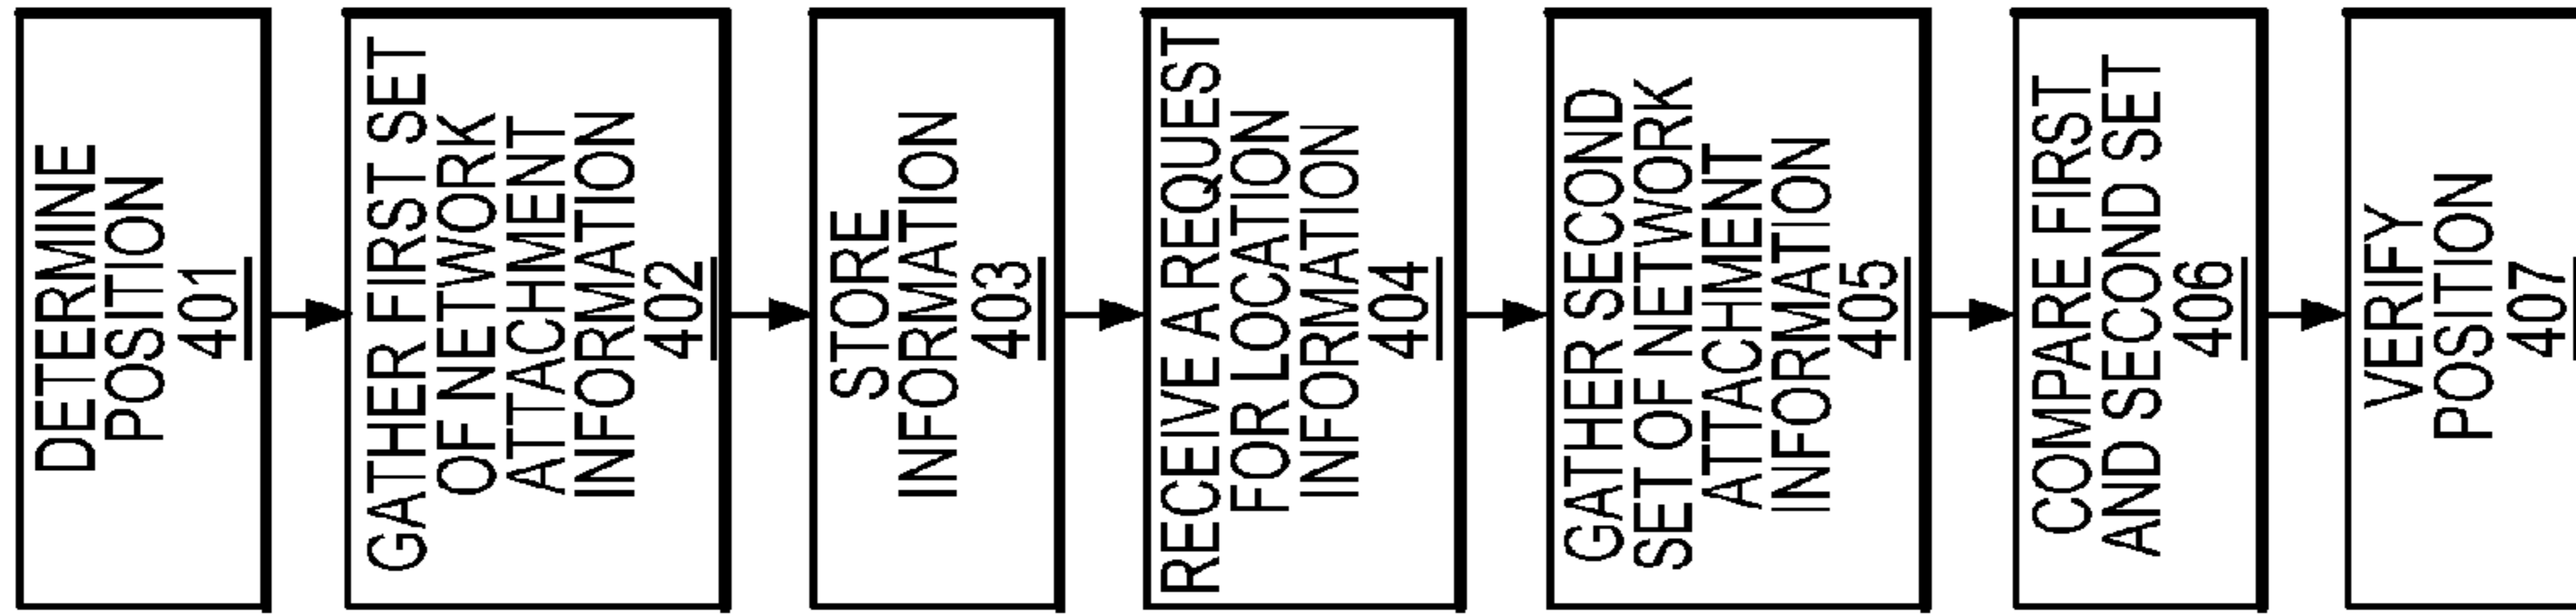 DETERMINE
POSITION
401
GATHER FIRST SET
OF NETWORK
ATTACHMENT
INFORMATION
402
STORE
INFORMATION
403
RECEIVE A REQUEST
FOR LOCATION
INFORMATION
404
GATHER SECOND
SET OF NETWORK
ATTACHMENT
INFORMATION
405
COMPARE FIRST
AND SECOND SET
406
VERIFY
POSITION
407